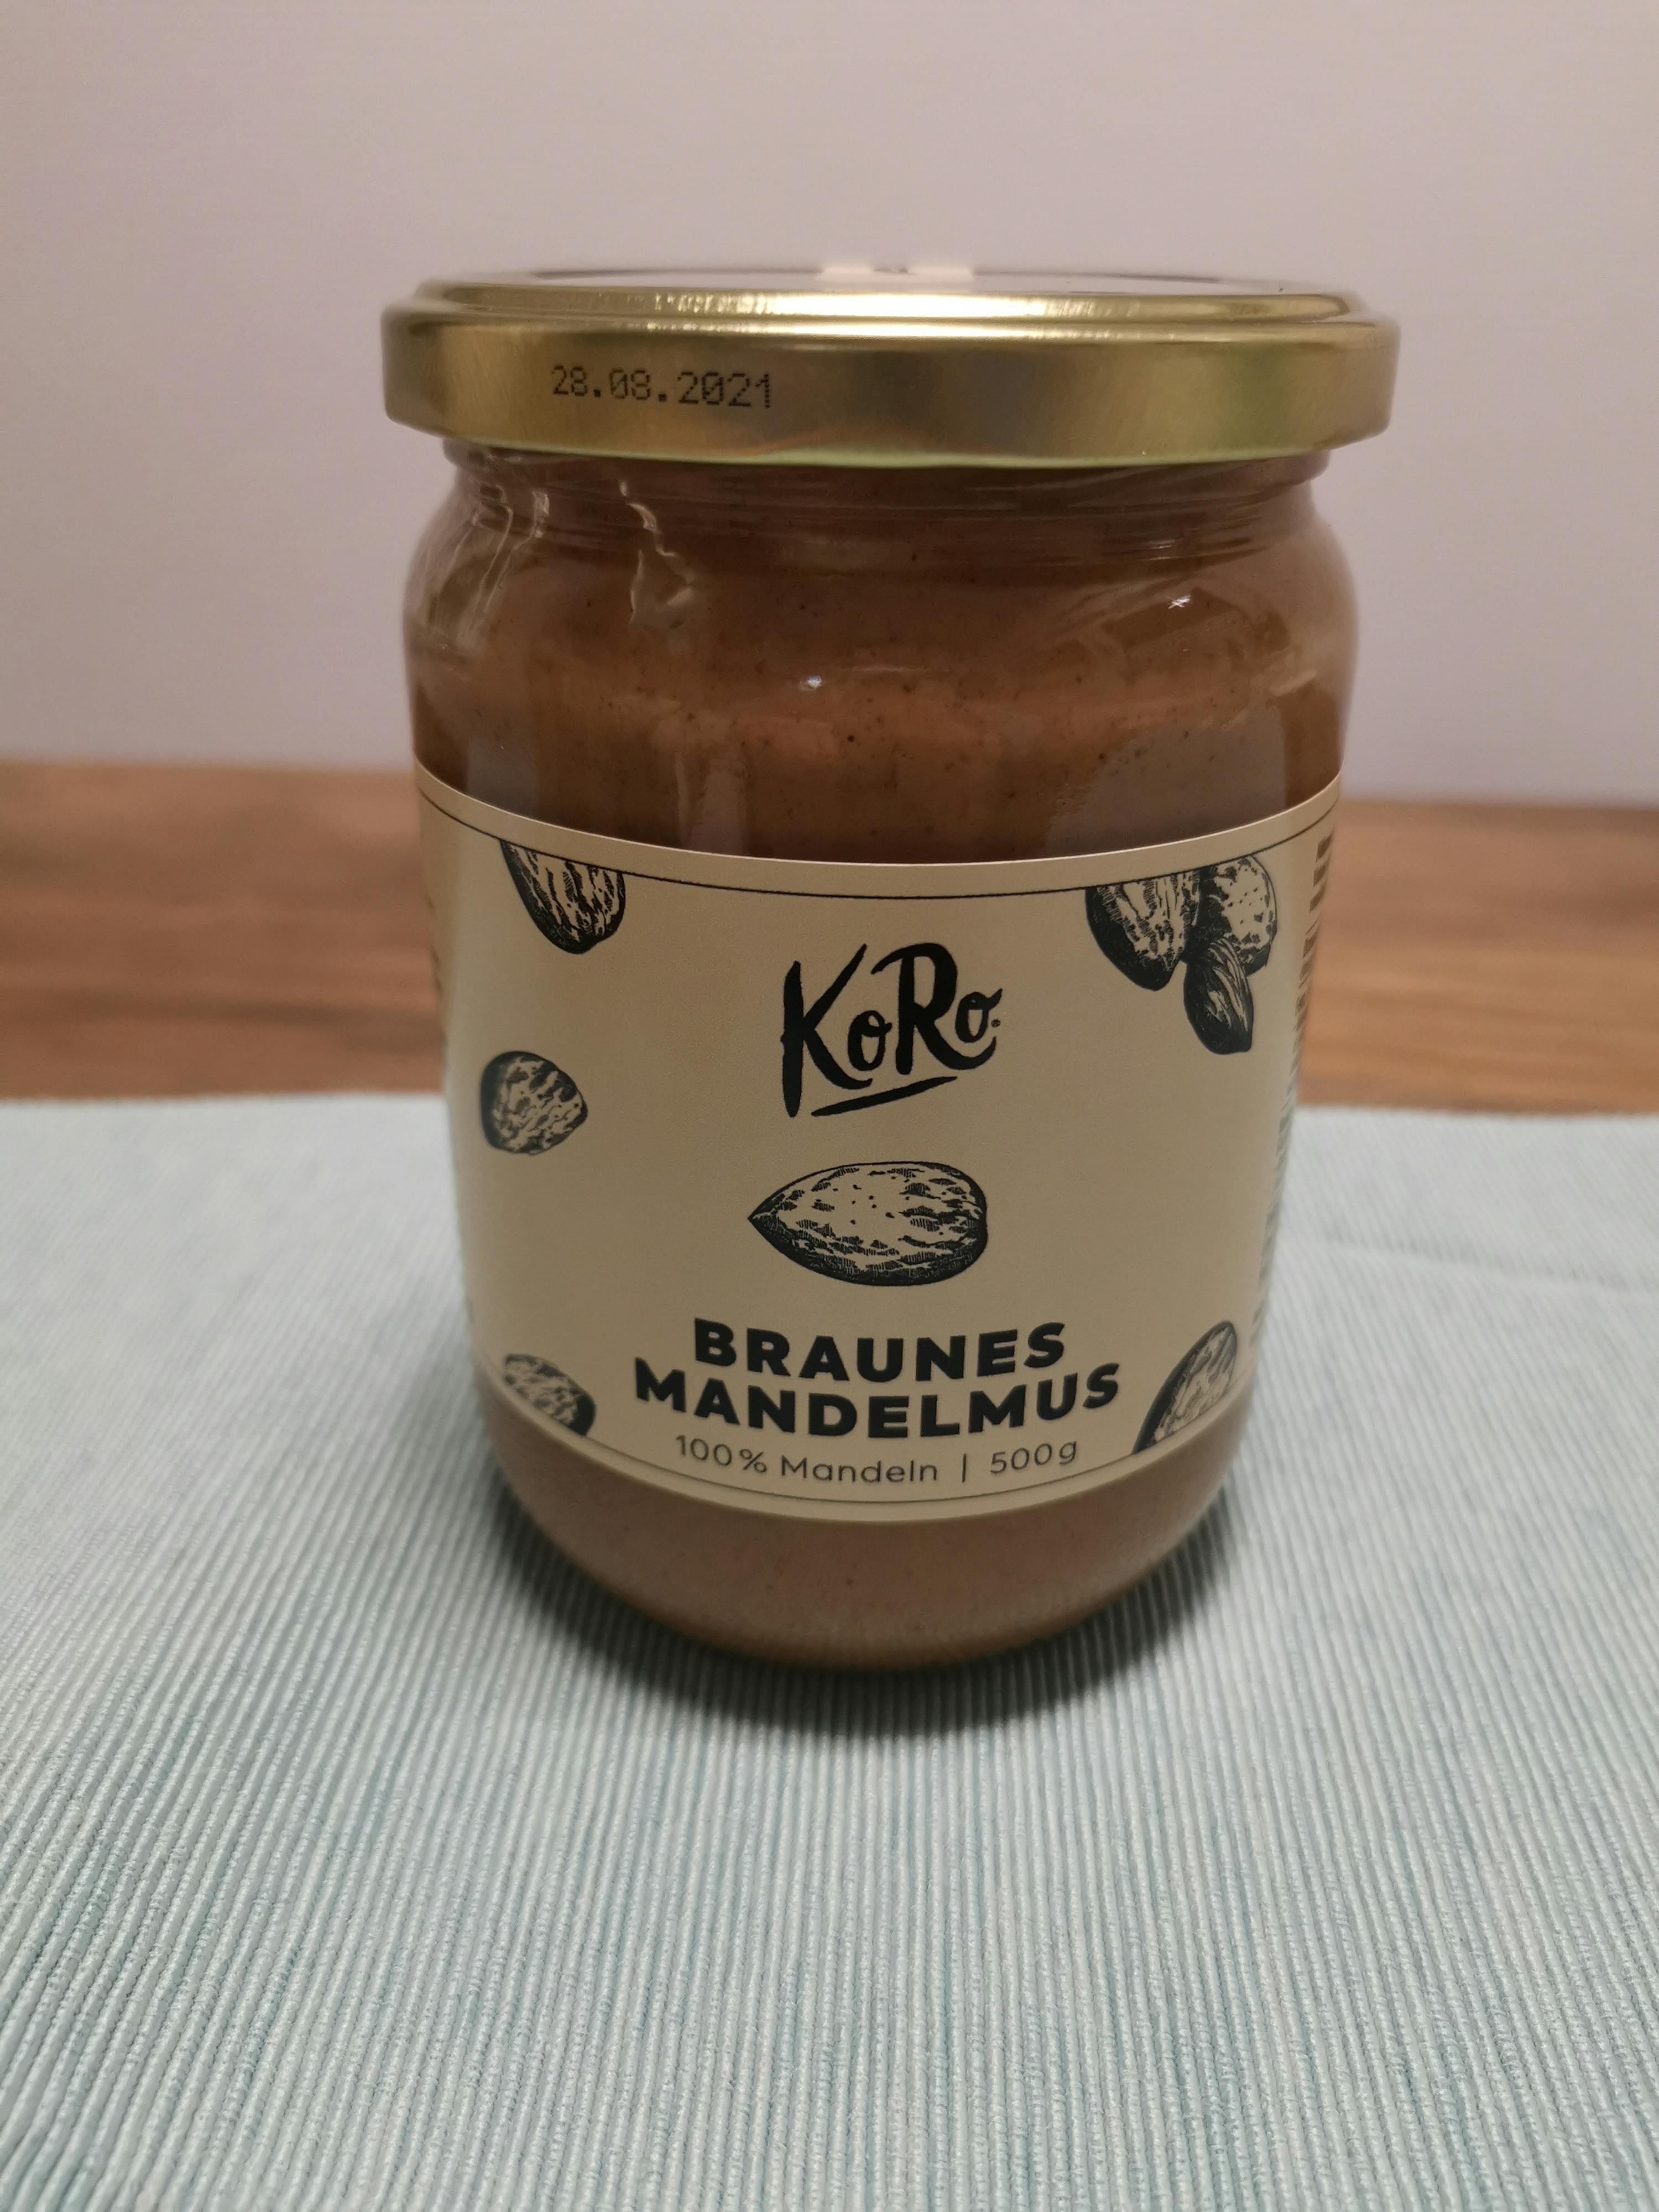 28.08.2021
KoRo
BRAUNES
MANDELMUS
100% Mandeln | 500g